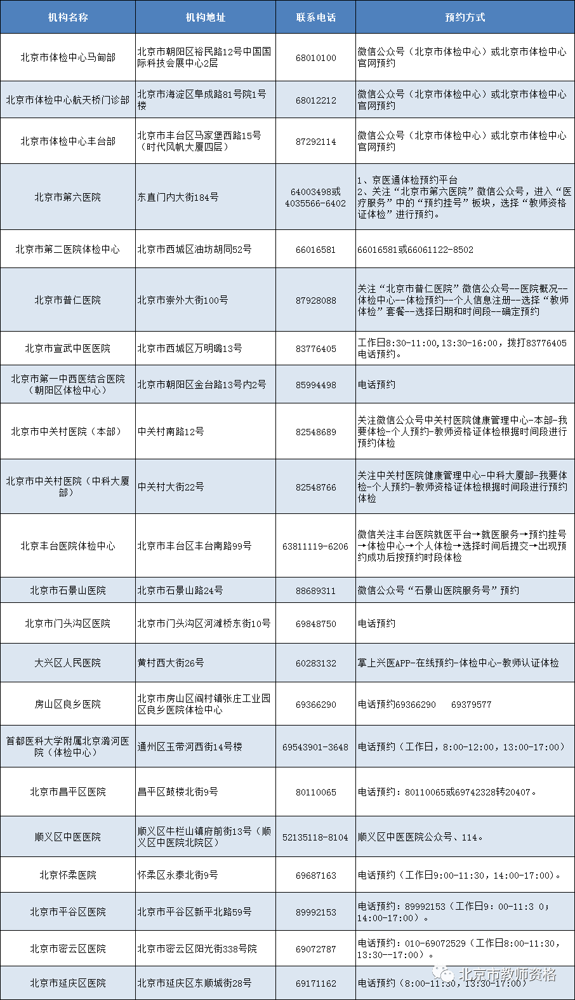 机构名称 机构地址 联系电话 预约方式
北京市体检中心马甸部
北京市朝阳区裕民路12号中国国
际科技会展中心2层
68010100
微信公众号（北京市体检中心）或北京市体检中心
官网预约
北京市体检中心航天桥门诊部
北京市海淀区阜成路81号院1号
楼
68012212
微信公众号（北京市体检中心）或北京市体检中心
官网预约
北京市体检中心丰台部
北京市丰台区马家堡西路15号
（时代风帆大厦四层）
87292114
微信公众号（北京市体检中心）或北京市体检中心
官网预约
北京市第六医院
东直门内大街184号
64003498或
4035566-6402
1、京医通体检预约平台
2、关注“北京市第六医院”微信公众号，进入“医
疗服务”中的“预约挂号”板块，选择“教师资格
证体检”进行预约。
北京市第二医院体检中心
北京市西城区油坊胡同52号
66016581
66016581或66061122-8502
北京市普仁医院
北京市崇外大街100号
87928088
关注“北京市普仁医院”微信公众号--医院概况--
体检中心--体检预约--个人信息注册--选择“教师
体检”套餐--选择日期和时间段--确定预约
北京市宣武中医医院
北京市西城区万明璐13号
83776405
工作日8:30-11:00,13:30-16:00，拨打83776405
电话预约。
北京市第一中西医结合医院
（朝阳区体检中心）
北京市朝阳区金台路13号内2号
85994498
电话预约
北京市中关村医院（本部）
中关村南路12号
82548689
关注微信公众号中关村医院健康管理中心-本部-我
要体检-个人预约-教师资格证体检根据时间段进行
预约体检
北京市中关村医院（中科大厦
部）
中关村大街22号
82548766
关注中关村医院健康管理中心-中科大厦部-我要体
检-个人预约-教师资格证体检根据时间段进行预约
体检
北京丰台医院体检中心
北京市丰台区丰台南路99号
63811119-6206
微信关注丰台医院就医平台→就医服务→预约挂号
→体检中心→个人体检→选择时间后提交→出现预
约成功后按预约时段体检
北京市石景山医院
北京市石景山路24号
88689311
微信公众号“石景山医院服务号”预约
北京市门头沟区医院
北京市门头沟区河滩桥东街10号
69848750
电话预约
大兴区人民医院
黄村西大街26号
60283132
掌上兴医APP-在线预约-体检中心-教师认证体检
房山区良乡医院
北京市房山区阎村镇张庄工业园
区良乡医院体检中心
69366290
电话预约69366290 69379577
首都医科大学附属北京潞河医
院（体检中心）
通州区玉带河西街14号楼
69543901-3648
电话预约（工作日，8:00-12:00，13:00-17:00）
北京市昌平区医院
昌平区鼓楼北街9号
80110065
电话预约：80110065或69742328转20407。
顺义区中医医院
顺义区牛栏山镇府前街13号（顺
义区中医院北院区）
52135118-8104
顺义区中医医院公众号、114。
北京怀柔医院
怀柔区永泰北街9号
69687163
电话预约（工作日9:00-11:30，14:00-17:00)。
北京市平谷区医院
北京市平谷区新平北路59号
89992153
电话预约：89992153（工作日9：00-11:3 0；
14:00-17:00）。
北京市密云区医院
北京市密云区阳光街338号院
69072787
电话预约：010-69072529（工作日8:00-11:30，
13:30--17:00）。
北京市延庆区医院
北京市延庆区东顺城街28号
69171162
电话预约（8:00-11:30，13:30-17:00）
北京市教师资格